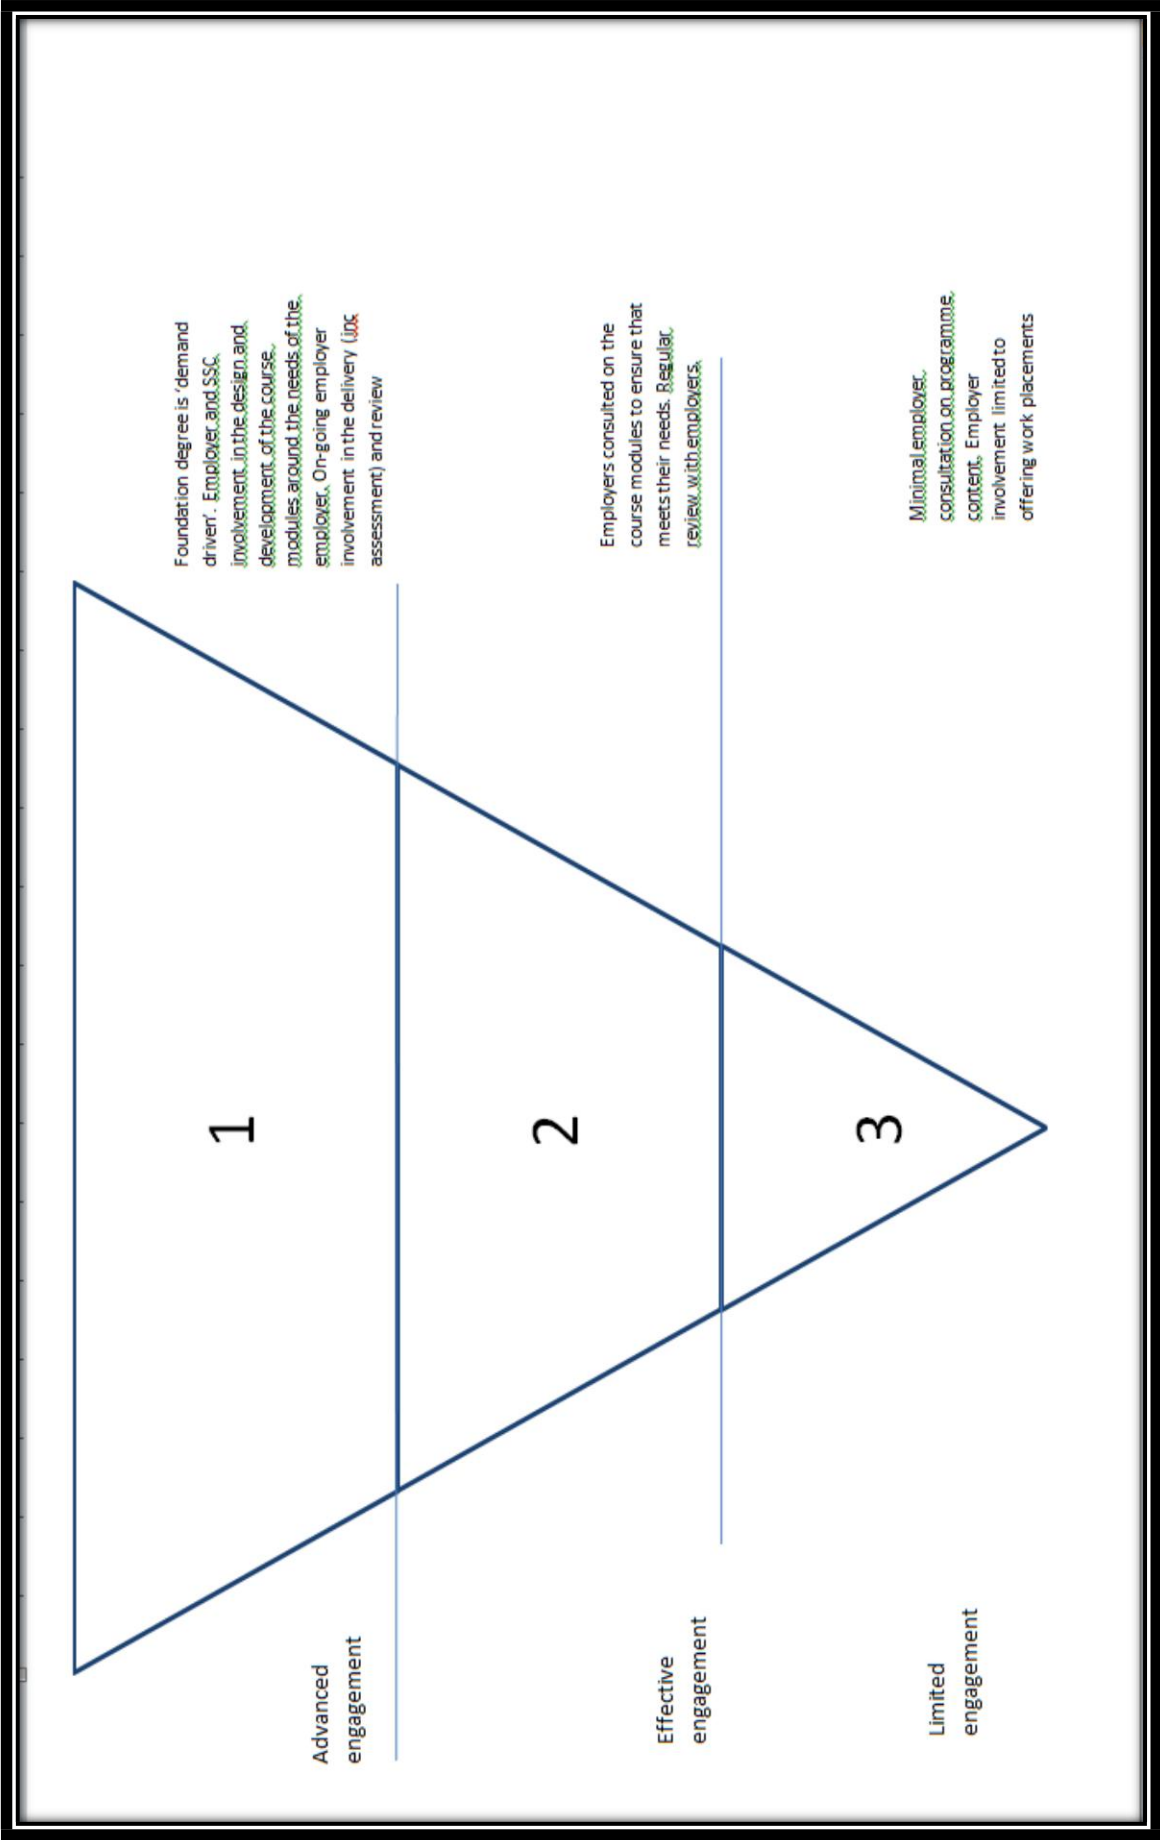 Advanced
engagement
1
Foundation degree is ‘demand
driven’. Employer and SSC
involvement in the design and
development of the course.
modules around the needs of the
employer. On-going employer
involvement in the delivery (inc
assessment) and review
Effective
engagement
2
Employers consulted on the
course modules to ensure that
meets their needs. Regular
review with employers.
Limited
engagement
3
Minimal employer
consultation on programme
content. Employer
involvement limited to
offering work placements